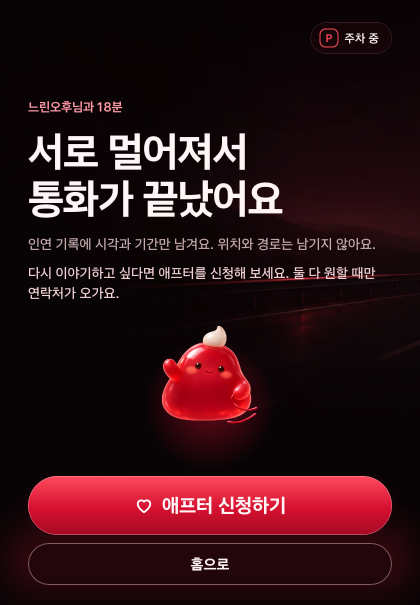 P 주차 중
느린오후님과 18분
서로 멀어져서
통화가 끝났어요
인연 기록에 시각과 기간만 남겨요. 위치와 경로는 남기지 않아요.
다시 이야기하고 싶다면 애프터를 신청해 보세요. 둘 다 원할 때만
연락처가 오가요.
애프터 신청하기
홈으로